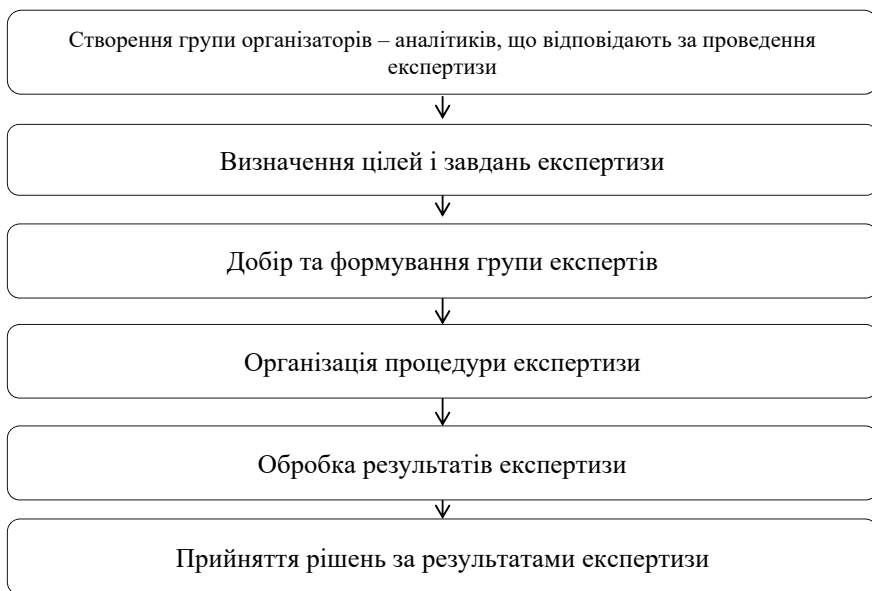 Створення групи організаторів – аналітиків, що відповідають за проведення
експертизи
Визначення цілей і завдань експертизи
Добір та формування групи експертів
Організація процедури експертизи
Обробка результатів експертизи
Прийняття рішень за результатами експертизи